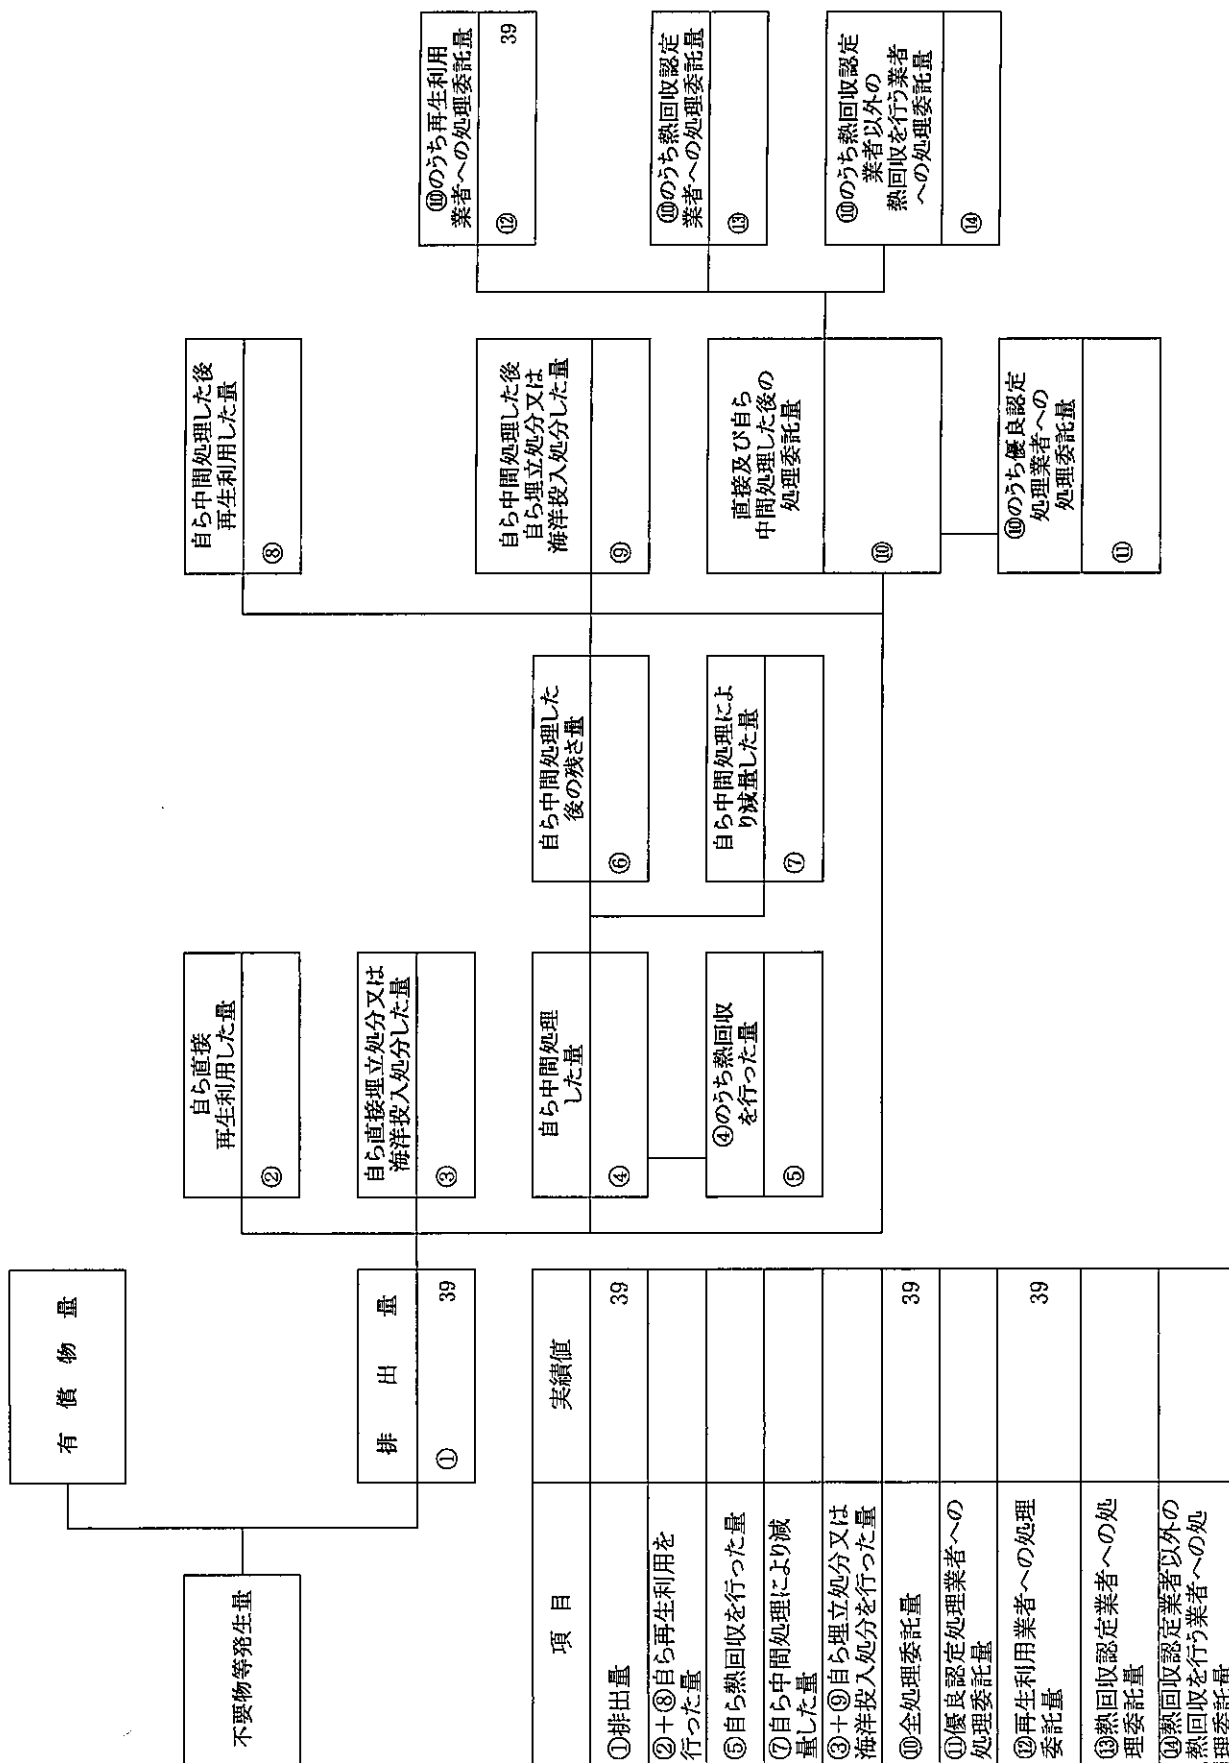 不要物等発生量
有償物量
排出量
① 39
自ら直接
再生利用した量
②
自ら直接埋立処分又は
海洋投入処分した量
③
自ら中間処理
した量
④
④のうち熱回収
を行った量
⑤
自ら中間処理した
後の残さ量
⑥
自ら中間処理によ
り減量した量
⑦
自ら中間処理した後
再生利用した量
⑧
自ら中間処理した後
自ら埋立処分又は
海洋投入処分した量
⑨
直接及び自ら
中間処理した後の
処理委託量
⑩
⑩のうち優良認定
処理業者への
処理委託量
⑪
⑩のうち再生利用
業者への処理委託量
⑫ 39
⑩のうち熱回収認定
業者への処理委託量
⑬
⑩のうち熱回収認定
業者以外の
熱回収を行う業者
への処理委託量
⑭
項目 実績値
①排出量 39
②+⑧自ら再生利用を
行った量
⑤自ら熱回収を行った量
⑦自ら中間処理により減
量した量
③+⑨自ら埋立処分又は
海洋投入処分を行った量
⑩全処理委託量 39
⑪優良認定処理業者への
処理委託量
⑫再生利用業者への処理
委託量 39
⑬熱回収認定業者への処
理委託量
⑭熱回収認定業者以外の
熱回収を行う業者への処
理委託量